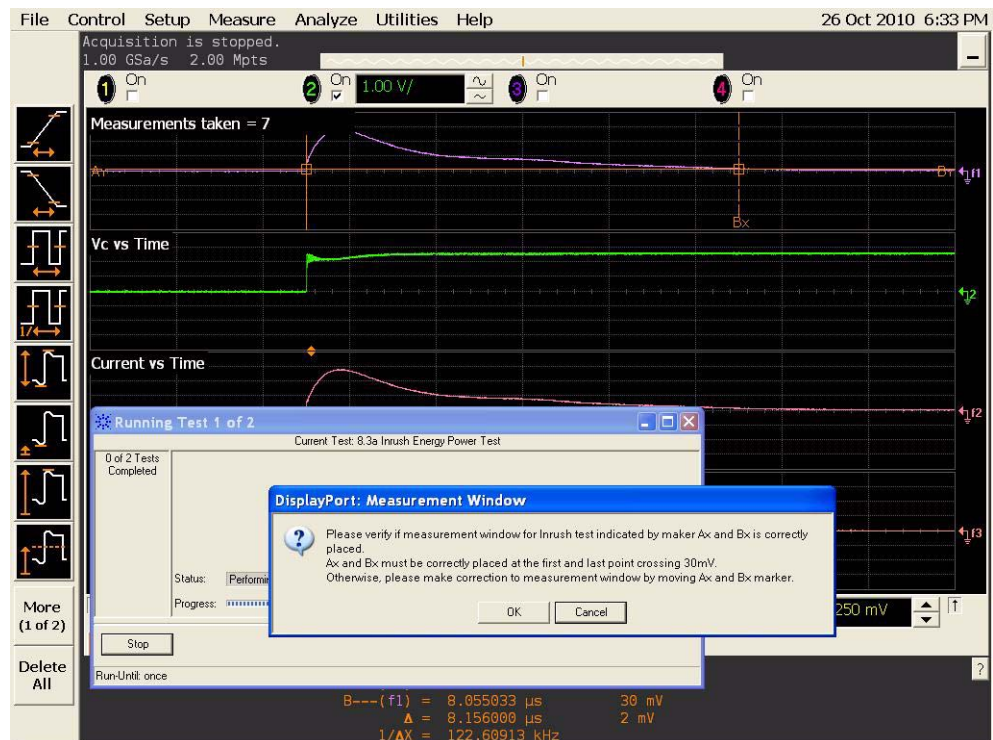 File Control Setup Measure Analyze Utilities Help 26 Oct 2010 6:33 PM
Acquisition is stopped.
1.00 GSa/s 2.00 Mpts
1 On 2 On 1.00 V/ 3 On 4 On
Measurements taken = 7
Bx
f1
Vc vs Time
2
1/
Current vs Time
f2
Running Test 1 of 2
Current Test: 8.3a Inrush Energy Power Test
0 of 2 Tests
Completed
DisplayPort: Measurement Window
Please verify if measurement window for Inrush test indicated by maker Ax and Bx is correctly
placed.
Ax and Bx must be correctly placed at the first and last point crossing 30mV.
Otherwise, please make correction to measurement window by moving Ax and Bx marker.
f3
OK Cancel
Status: Performin
Progress:
250 mV
More
(1 of 2)
Stop
Delete
All
Run-Until: once
?
B---(f1) = 8.055033 µs 30 mV
Δ = 8.156000 µs 2 mV
1/ΔX = 122.60913 kHz